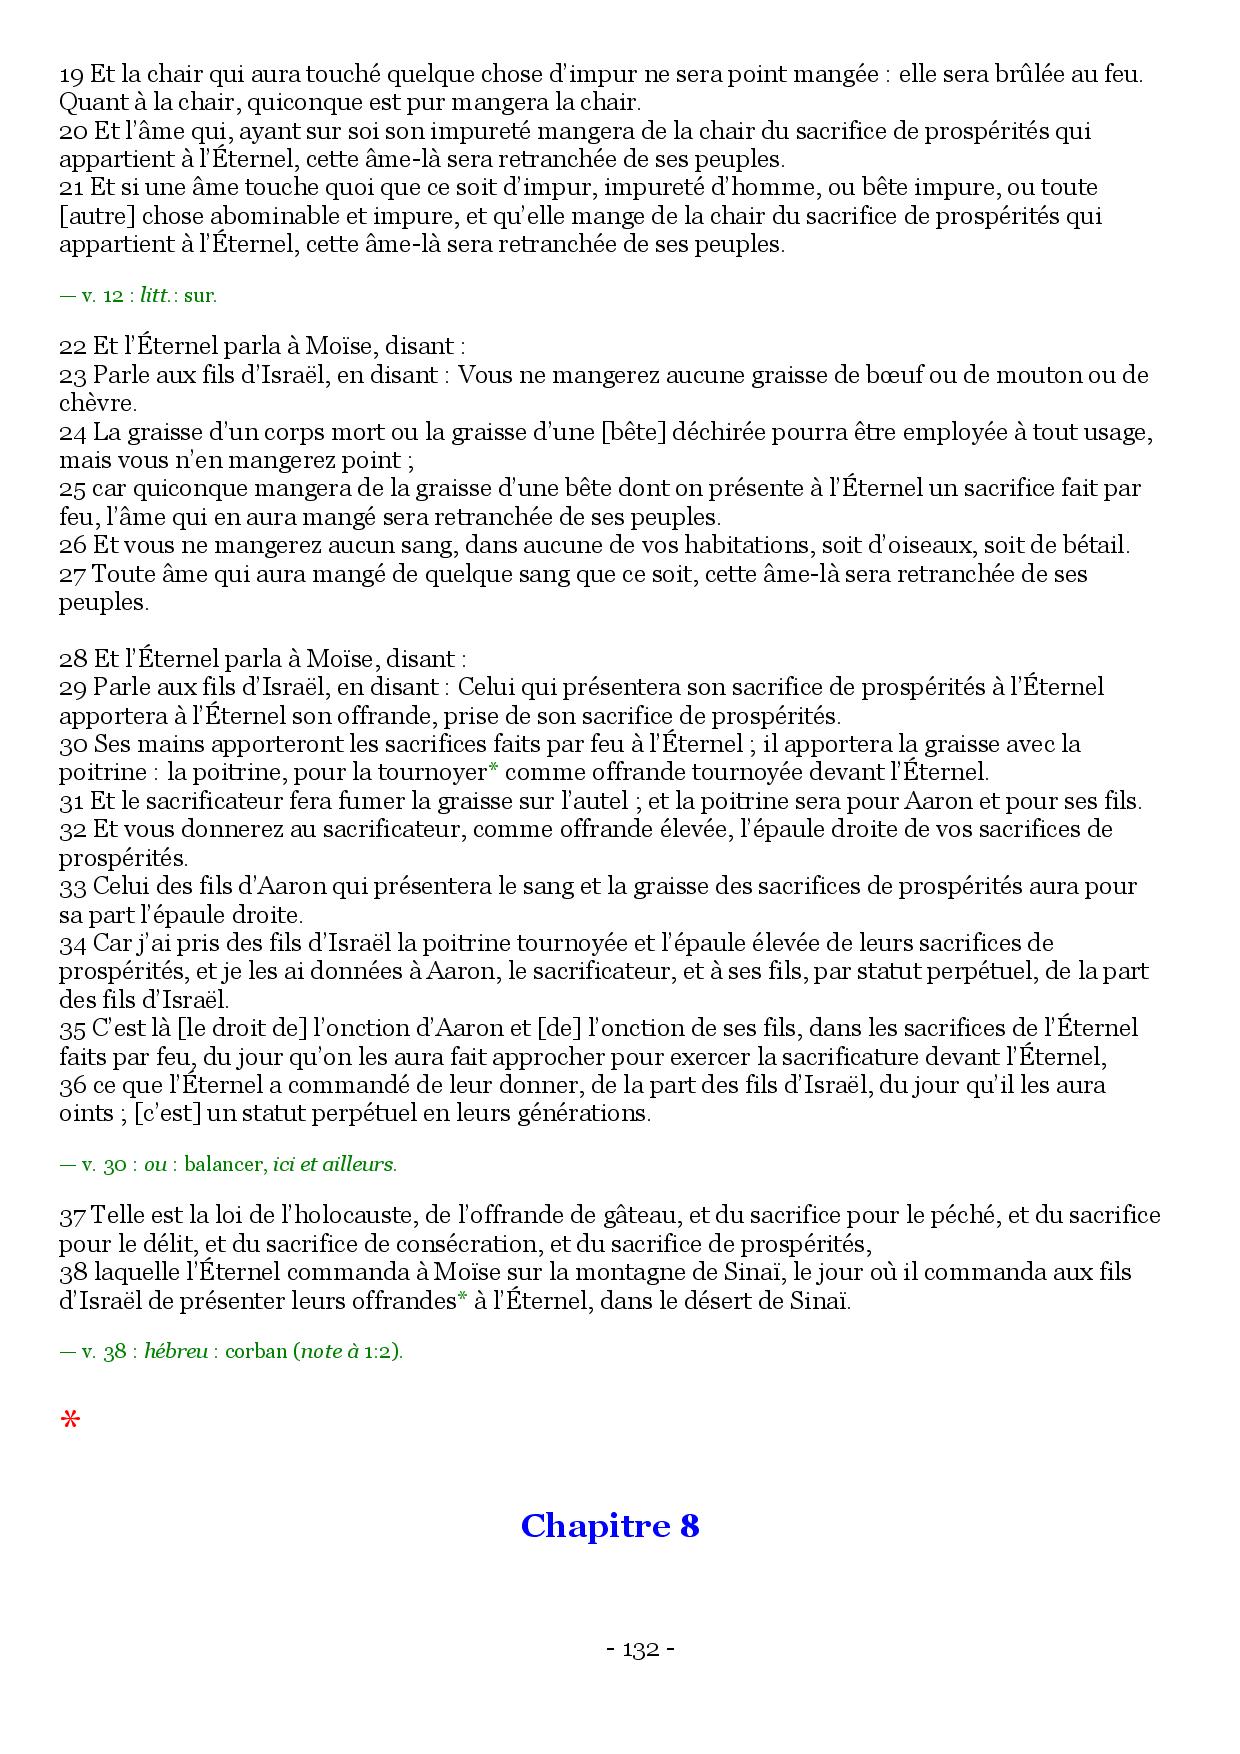 19 Et la chair qui aura touché quelque chose d’impur ne sera point mangée : elle sera brûlée au feu.
Quant à la chair, quiconque est pur mangera la chair.
20 Et l’âme qui, ayant sur soi son impureté mangera de la chair du sacrifice de prospérités qui
appartient à l’Éternel, cette âme-là sera retranchée de ses peuples.
21 Et si une âme touche quoi que ce soit d’impur, impureté d’homme, ou bête impure, ou toute
[autre] chose abominable et impure, et qu’elle mange de la chair du sacrifice de prospérités qui
appartient à l’Éternel, cette âme-là sera retranchée de ses peuples.
— v. 12 : litt.: sur.
22 Et l’Éternel parla à Moïse, disant :
23 Parle aux fils d’Israël, en disant : Vous ne mangerez aucune graisse de bœuf ou de mouton ou de
chèvre.
24 La graisse d’un corps mort ou la graisse d’une [bête] déchirée pourra être employée à tout usage,
mais vous n’en mangerez point ;
25 car quiconque mangera de la graisse d’une bête dont on présente à l’Éternel un sacrifice fait par
feu, l’âme qui en aura mangé sera retranchée de ses peuples.
26 Et vous ne mangerez aucun sang, dans aucune de vos habitations, soit d’oiseaux, soit de bétail.
27 Toute âme qui aura mangé de quelque sang que ce soit, cette âme-là sera retranchée de ses
peuples.
28 Et l’Éternel parla à Moïse, disant :
29 Parle aux fils d’Israël, en disant : Celui qui présentera son sacrifice de prospérités à l’Éternel
apportera à l’Éternel son offrande, prise de son sacrifice de prospérités.
30 Ses mains apporteront les sacrifices faits par feu à l’Éternel ; il apportera la graisse avec la
poitrine : la poitrine, pour la tournoyer* comme offrande tournoyée devant l’Éternel.
31 Et le sacrificateur fera fumer la graisse sur l’autel ; et la poitrine sera pour Aaron et pour ses fils.
32 Et vous donnerez au sacrificateur, comme offrande élevée, l’épaule droite de vos sacrifices de
prospérités.
33 Celui des fils d’Aaron qui présentera le sang et la graisse des sacrifices de prospérités aura pour
sa part l’épaule droite.
34 Car j’ai pris des fils d’Israël la poitrine tournoyée et l’épaule élevée de leurs sacrifices de
prospérités, et je les ai données à Aaron, le sacrificateur, et à ses fils, par statut perpétuel, de la part
des fils d’Israël.
35 C’est là [le droit de] l’onction d’Aaron et [de] l’onction de ses fils, dans les sacrifices de l’Éternel
faits par feu, du jour qu’on les aura fait approcher pour exercer la sacrificature devant l’Éternel,
36 ce que l’Éternel a commandé de leur donner, de la part des fils d’Israël, du jour qu’il les aura
oints ; [c’est] un statut perpétuel en leurs générations.
— v. 30 : ou : balancer, ici et ailleurs.
37 Telle est la loi de l’holocauste, de l’offrande de gâteau, et du sacrifice pour le péché, et du sacrifice
pour le délit, et du sacrifice de consécration, et du sacrifice de prospérités,
38 laquelle l’Éternel commanda à Moïse sur la montagne de Sinaï, le jour où il commanda aux fils
d’Israël de présenter leurs offrandes* à l’Éternel, dans le désert de Sinaï.
— v. 38 : hébreu : corban (note à 1:2).
*
Chapitre 8
- 132 -